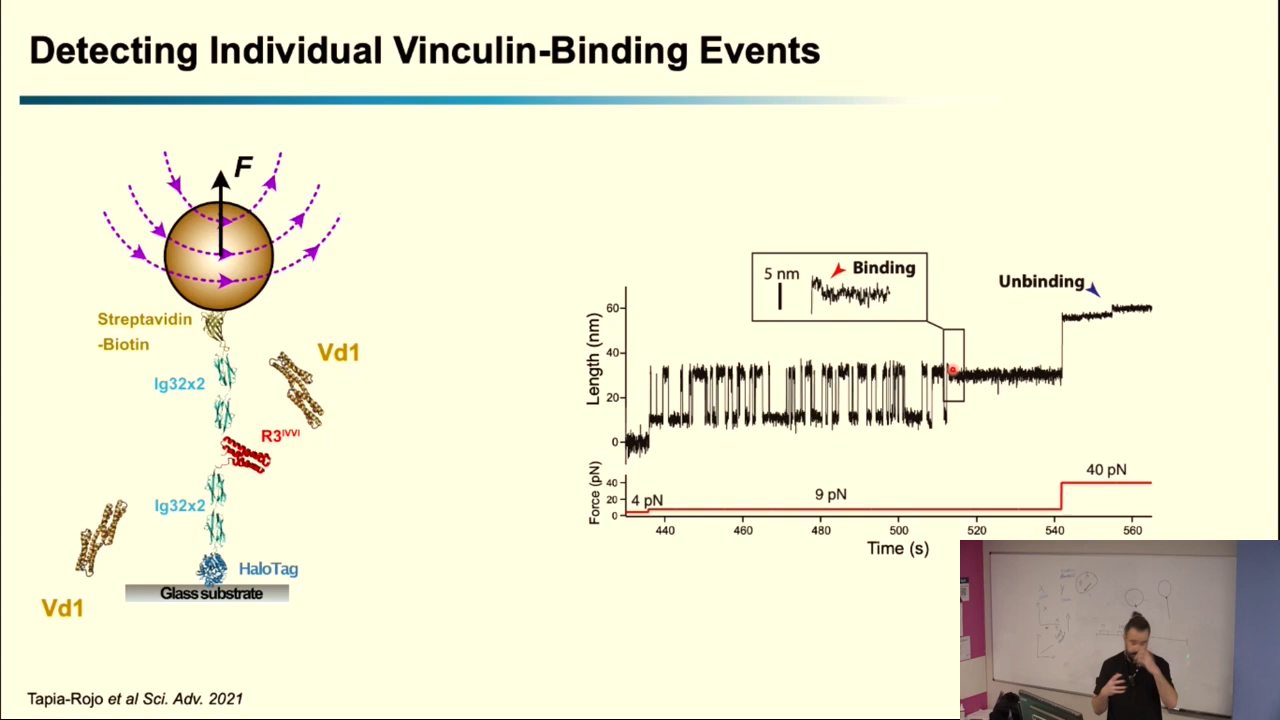 Detecting Individual Vinculin-Binding Events
F
Streptavidin
-Biotin
Vd1
Ig32x2
R3IVVI
Ig32x2
HaloTag
Glass substrate
Vd1
5 nm
Binding
Unbinding
Length (nm)
60
40
20
0
Force (pN)
40
20
0
4 pN
9 pN
40 pN
440
460
480
500
520
540
560
Time (s)
Tapia-Rojo et al Sci. Adv. 2021